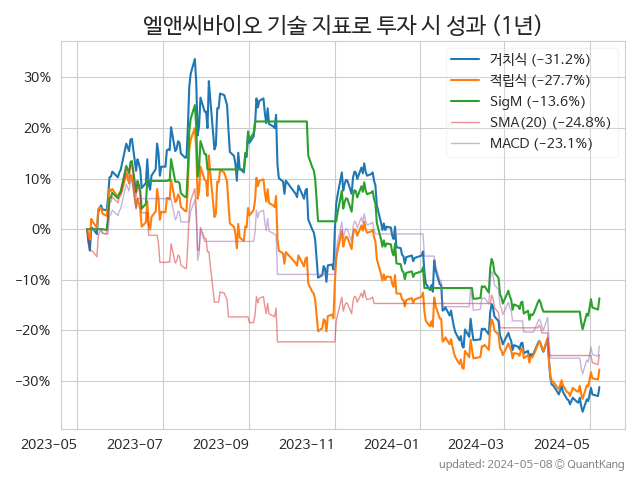 엘앤씨바이오 기술 지표로 투자 시 성과 (1년)
거치식 (−31.2%)
적립식 (−27.7%)
SigM (−13.6%)
SMA(20) (−24.8%)
MACD (−23.1%)
30%
20%
10%
0%
−10%
−20%
−30%
2023-05 2023-07 2023-09 2023-11 2024-01 2024-03 2024-05
updated: 2024-05-08 ⓒ QuantKang